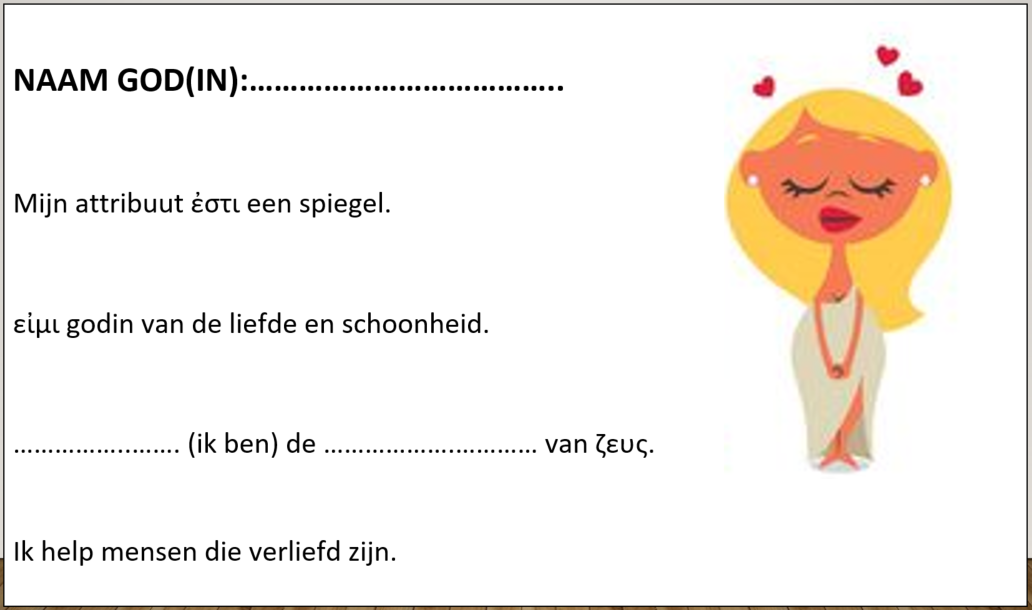 NAAM GOD(IN):……………………………….
Mijn attribuut ἐστι een spiegel.
εἰμι godin van de liefde en schoonheid.
……………..……. (ik ben) de ……………….………… van ζευς.
Ik help mensen die verliefd zijn.